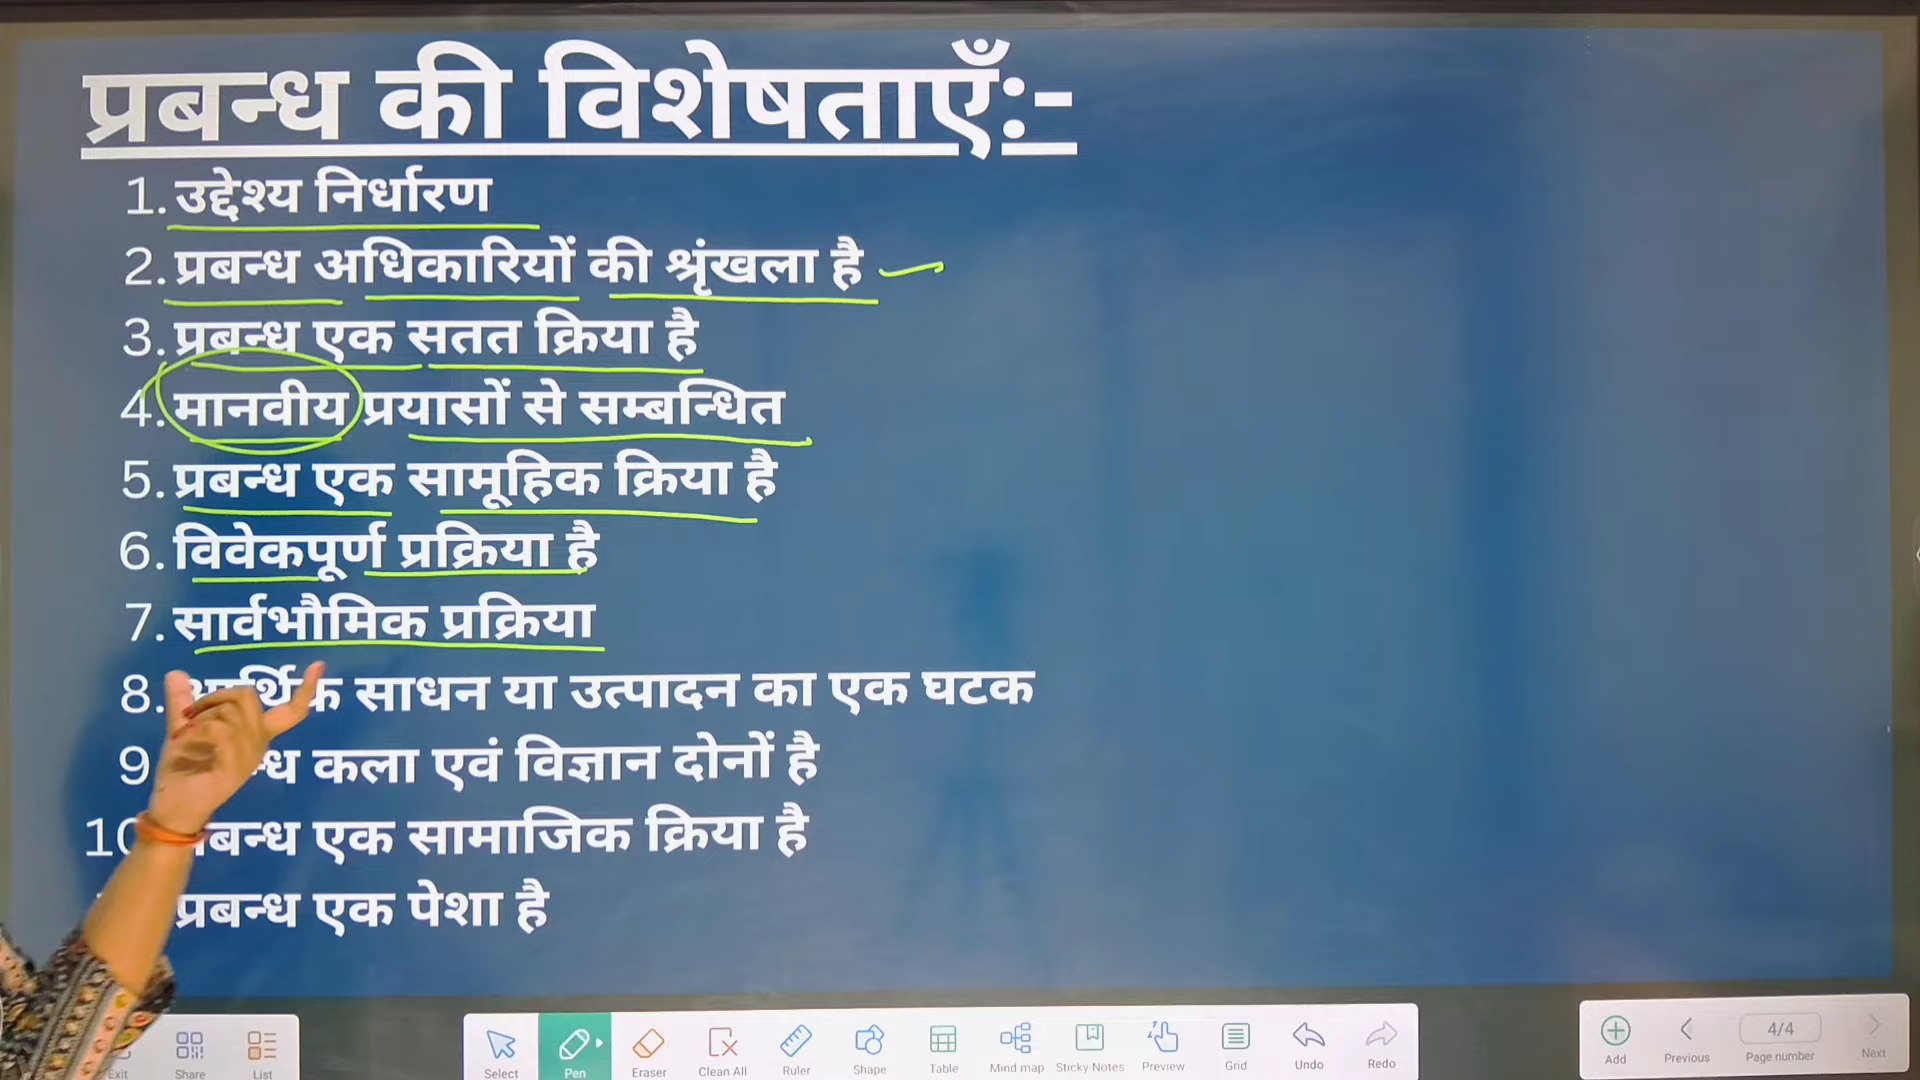 प्रबन्ध की विशेषताएँ:-
1. उद्देश्य निर्धारण
2. प्रबन्ध अधिकारियों की श्रृंखला है
3. प्रबन्ध एक सतत क्रिया है
4. मानवीय प्रयासों से सम्बन्धित
5. प्रबन्ध एक सामूहिक क्रिया है
6. विवेकपूर्ण प्रक्रिया है
7. सार्वभौमिक प्रक्रिया
8. आर्थिक साधन या उत्पादन का एक घटक
9 कला एवं विज्ञान दोनों है
10 एक सामाजिक क्रिया है
प्रबन्ध एक पेशा है
Exit Share List Select Pen Eraser Clean All Ruler Shape Table Mind map Sticky Notes Preview Grid Undo Redo Add Previous 4/4 Page number Next